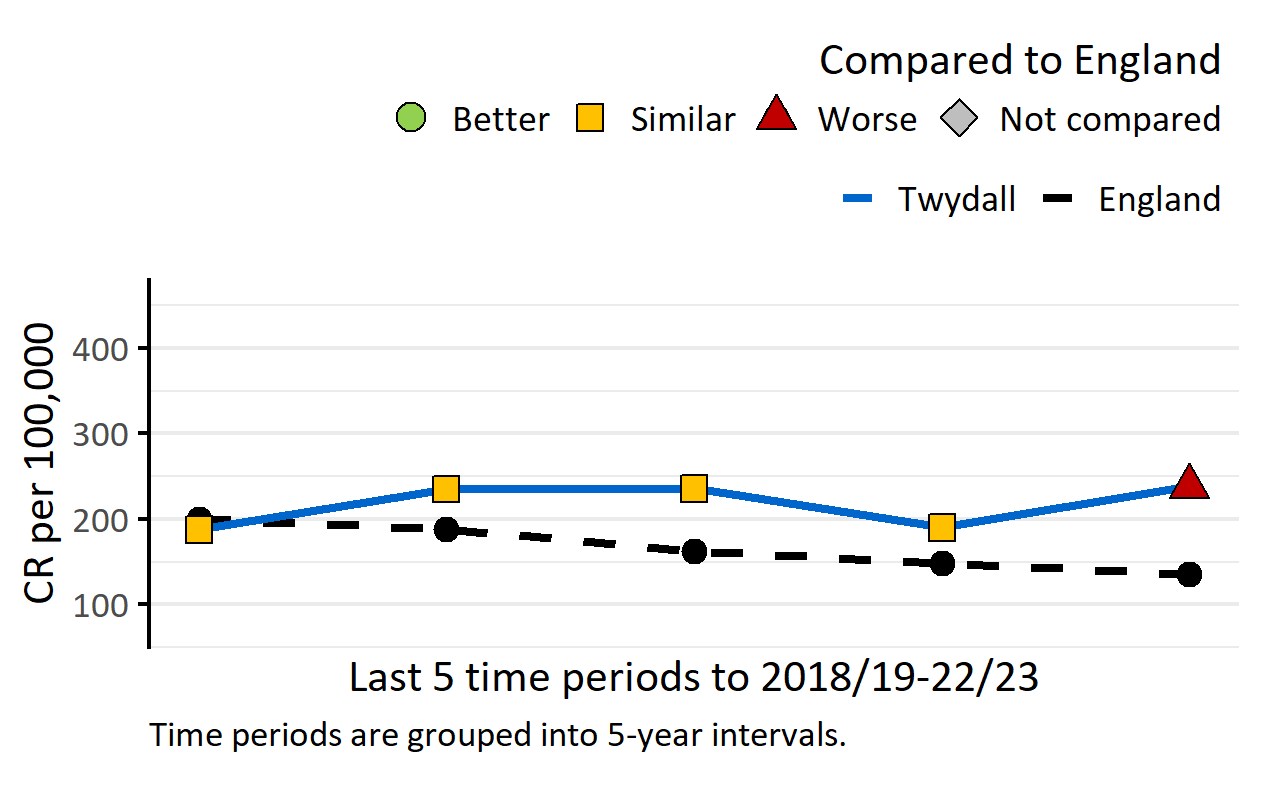 Compared to England
Better Similar Worse Not compared
Twydall England
CR per 100,000
400
300
200
100
Last 5 time periods to 2018/19-22/23
Time periods are grouped into 5-year intervals.